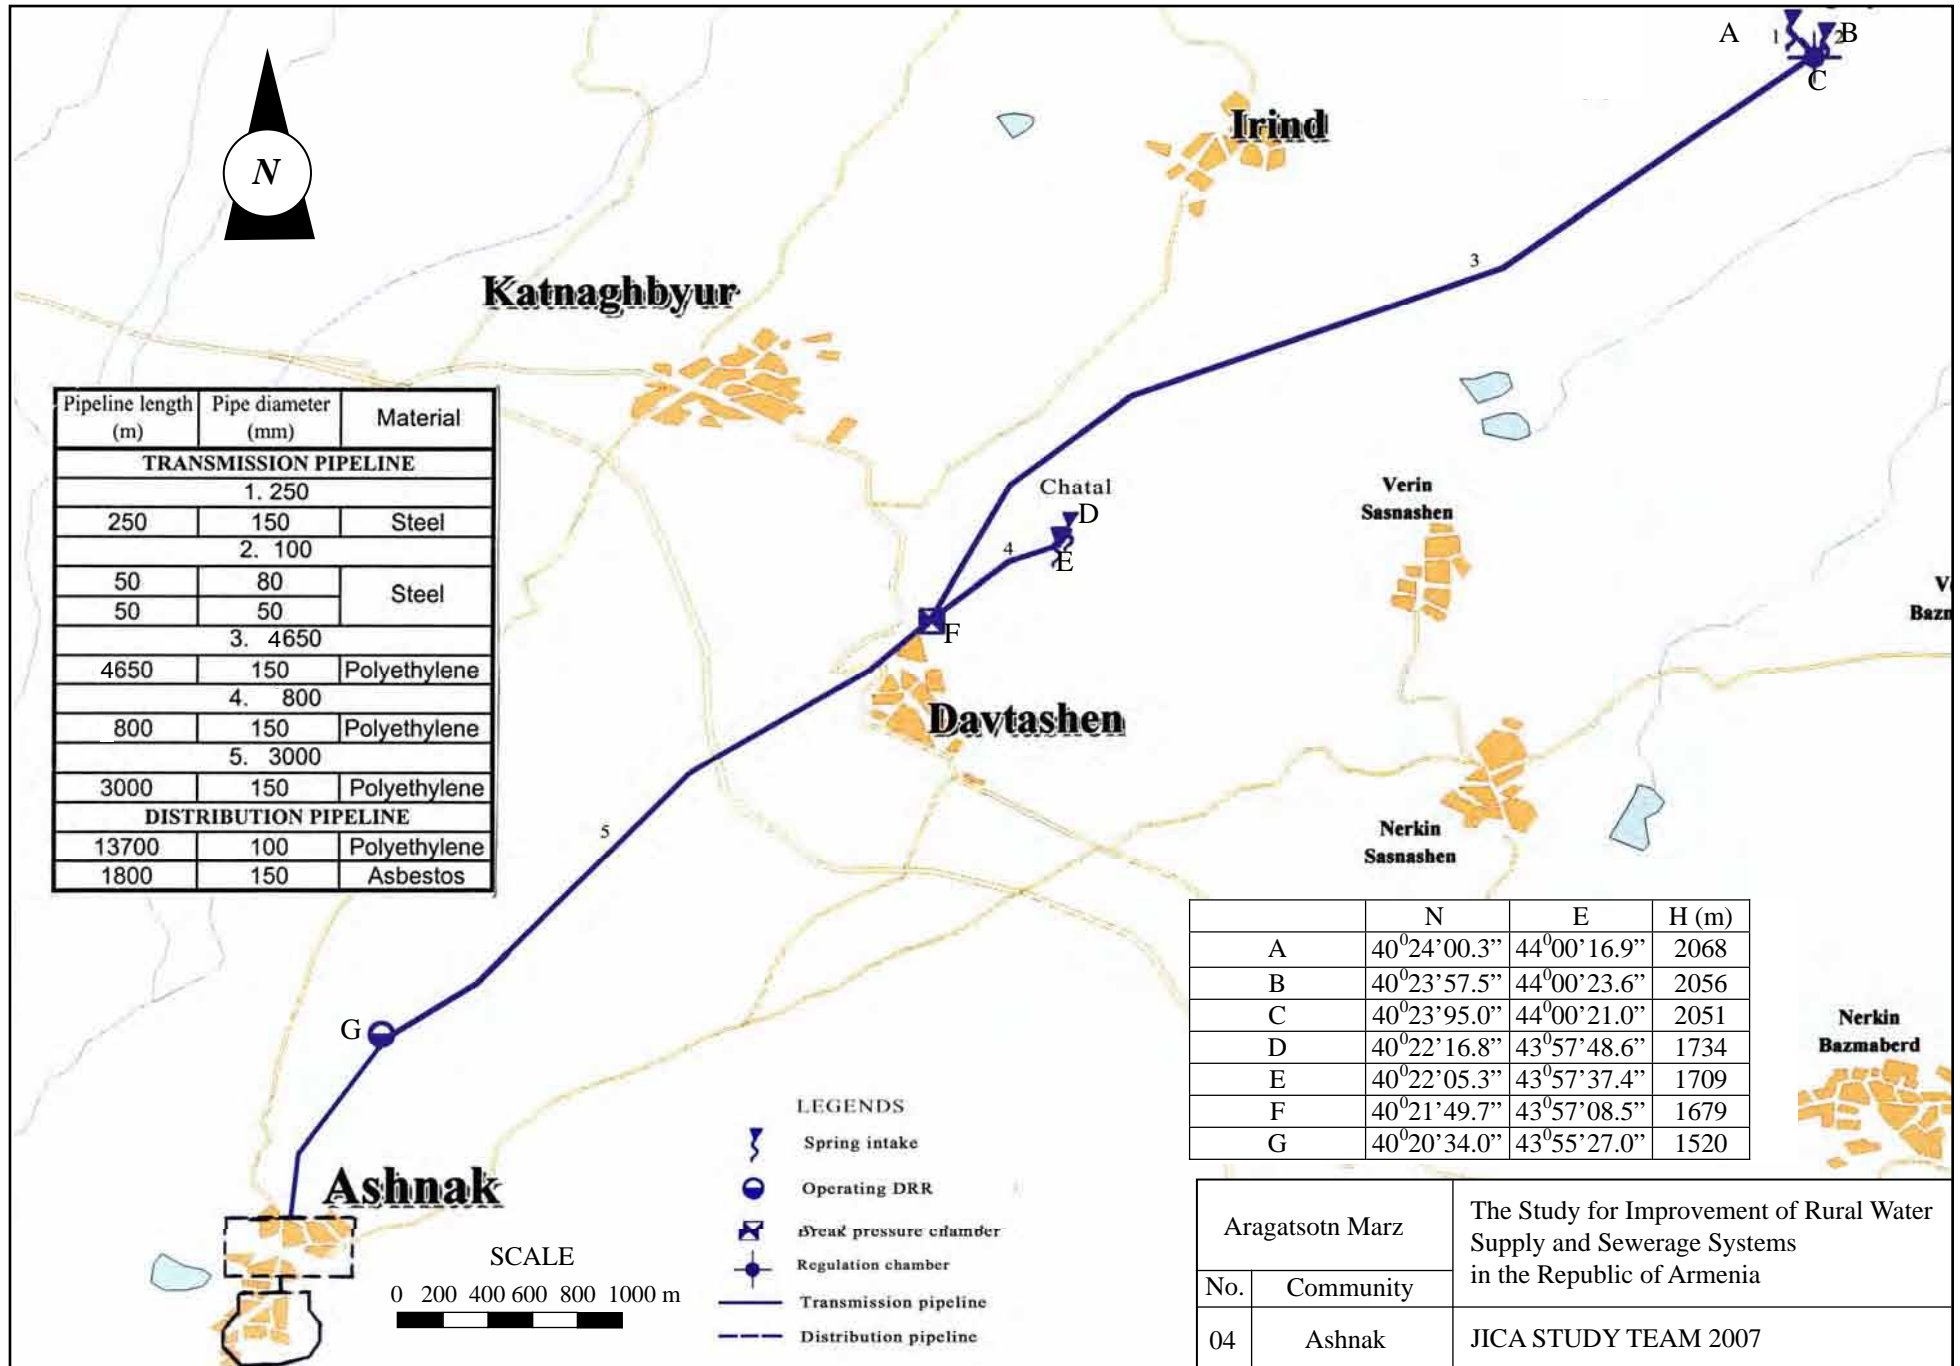 A 1 2 B
C
N
Irind
3
Katnaghbyur
Chatal
D
4
E
F
Verin
Sasnashen
Davtashen
Nerkin
Sasnashen
5
G
Ashnak
Nerkin
Bazmaberd
Pipeline length (m) Pipe diameter (mm) Material
TRANSMISSION PIPELINE
1. 250
250 150 Steel
2. 100
50 80 Steel
50 50
3. 4650
4650 150 Polyethylene
4. 800
800 150 Polyethylene
5. 3000
3000 150 Polyethylene
DISTRIBUTION PIPELINE
13700 100 Polyethylene
1800 150 Asbestos
N E H (m)
A 40⁰24’00.3” 44⁰00’16.9” 2068
B 40⁰23’57.5” 44⁰00’23.6” 2056
C 40⁰23’95.0” 44⁰00’21.0” 2051
D 40⁰22’16.8” 43⁰57’48.6” 1734
E 40⁰22’05.3” 43⁰57’37.4” 1709
F 40⁰21’49.7” 43⁰57’08.5” 1679
G 40⁰20’34.0” 43⁰55’27.0” 1520
LEGENDS
Spring intake
Operating DRR
Break pressure chamber
Regulation chamber
Transmission pipeline
Distribution pipeline
SCALE
0 200 400 600 800 1000 m
Aragatsotn Marz
No. Community
04 Ashnak
The Study for Improvement of Rural Water
Supply and Sewerage Systems
in the Republic of Armenia
JICA STUDY TEAM 2007